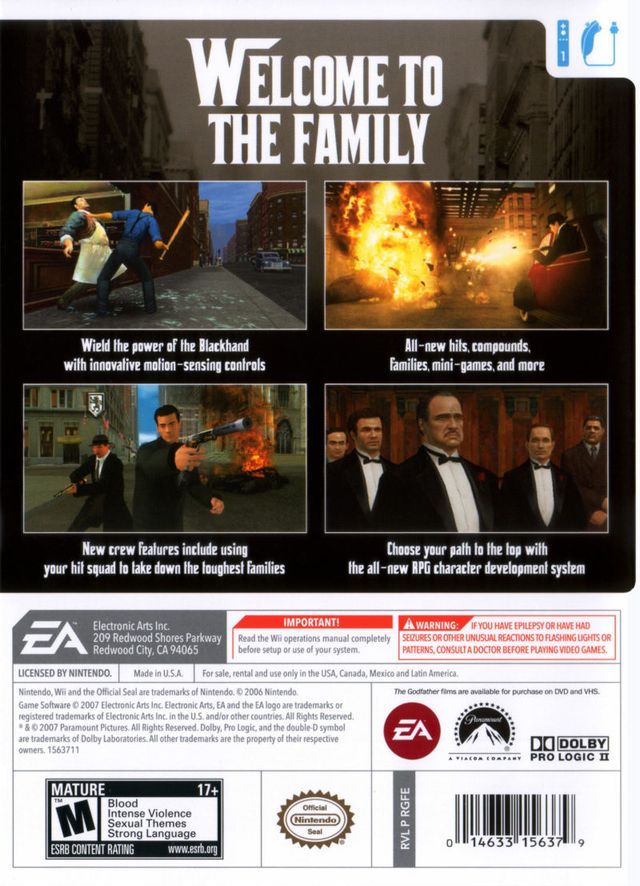 1
WELCOME TO
THE FAMILY
Wield the power of the Blackhand
with innovative motion-sensing controls
All-new hits, compounds,
families, mini-games, and more
New crew features include using
your hit squad to take down the toughest families
Choose your path to the top with
the all-new RPG character development system
EA
Electronic Arts Inc.
209 Redwood Shores Parkway
Redwood City, CA 94065
IMPORTANT!
Read the Wii operations manual completely
before setup or use of your system.
WARNING: IF YOU HAVE EPILEPSY OR HAVE HAD
SEIZURES OR OTHER UNUSUAL REACTIONS TO FLASHING LIGHTS OR
PATTERNS, CONSULT A DOCTOR BEFORE PLAYING VIDEO GAMES.
LICENSED BY NINTENDO.
Made in U.S.A.
For sale, rental and use only in the USA, Canada, Mexico and Latin America.
Nintendo, Wii and the Official Seal are trademarks of Nintendo. © 2006 Nintendo.
Game Software © 2007 Electronic Arts Inc. Electronic Arts, EA and the EA logo are trademarks or
registered trademarks of Electronic Arts Inc. in the U.S. and/or other countries. All Rights Reserved.
® & © 2007 Paramount Pictures. All Rights Reserved. Dolby, Pro Logic, and the double-D symbol
are trademarks of Dolby Laboratories. All other trademarks are the property of their respective
owners. 1563711
The Godfather films are available for purchase on DVD and VHS.
EA
Paramount
A VIACOM COMPANY
DOLBY
PRO LOGIC II
MATURE 17+
TM
M
Blood
Intense Violence
Sexual Themes
Strong Language
ESRB CONTENT RATING www.esrb.org
Official
Nintendo
Seal
RVL P RGFE
0 14633 15637 9